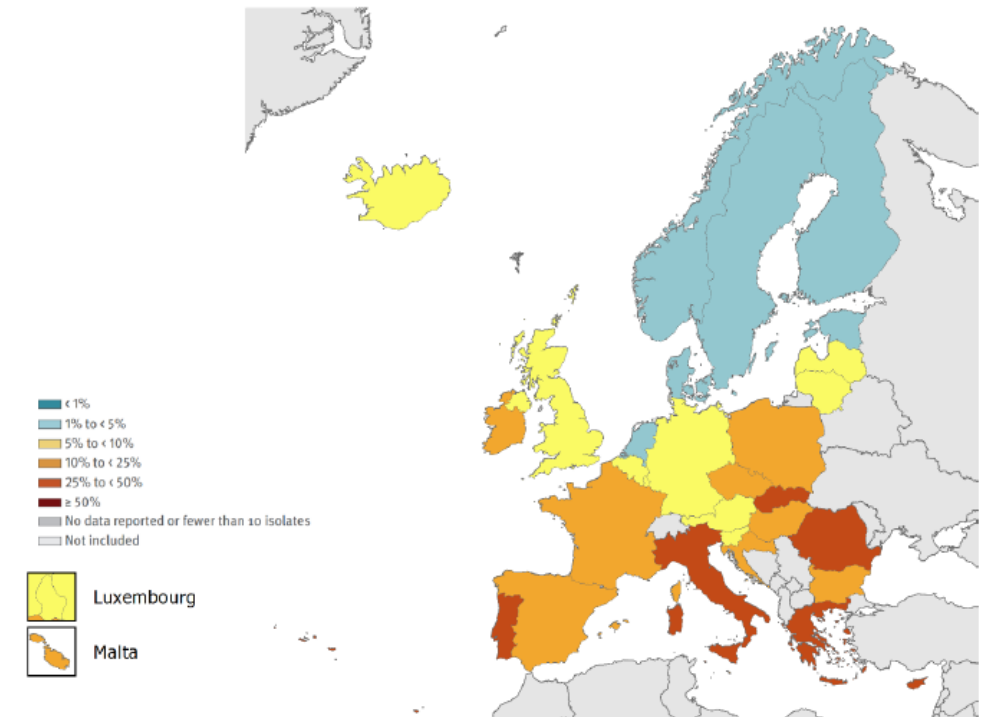 < 1%
1% to < 5%
5% to < 10%
10% to < 25%
25% to < 50%
≥ 50%
No data reported or fewer than 10 isolates
Not included
Luxembourg
Malta